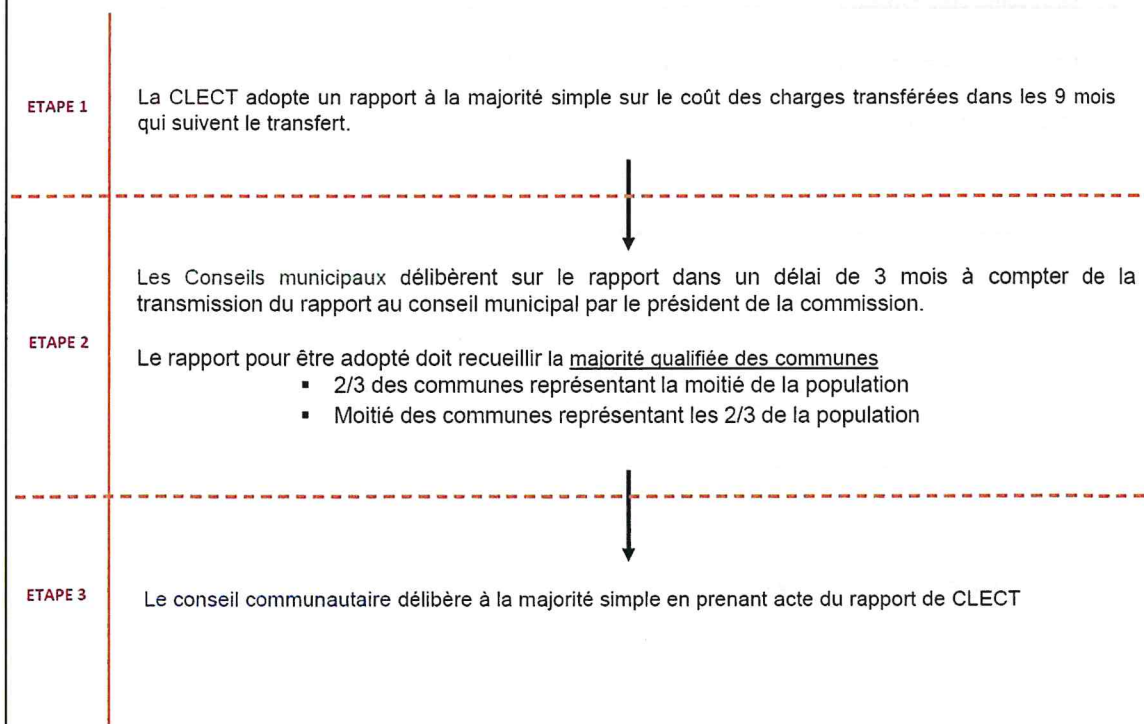 ETAPE 1
La CLECT adopte un rapport à la majorité simple sur le coût des charges transférées dans les 9 mois
qui suivent le transfert.
ETAPE 2
Les Conseils municipaux délibèrent sur le rapport dans un délai de 3 mois à compter de la
transmission du rapport au conseil municipal par le président de la commission.
Le rapport pour être adopté doit recueillir la majorité qualifiée des communes
▪ 2/3 des communes représentant la moitié de la population
▪ Moitié des communes représentant les 2/3 de la population
ETAPE 3
Le conseil communautaire délibère à la majorité simple en prenant acte du rapport de CLECT